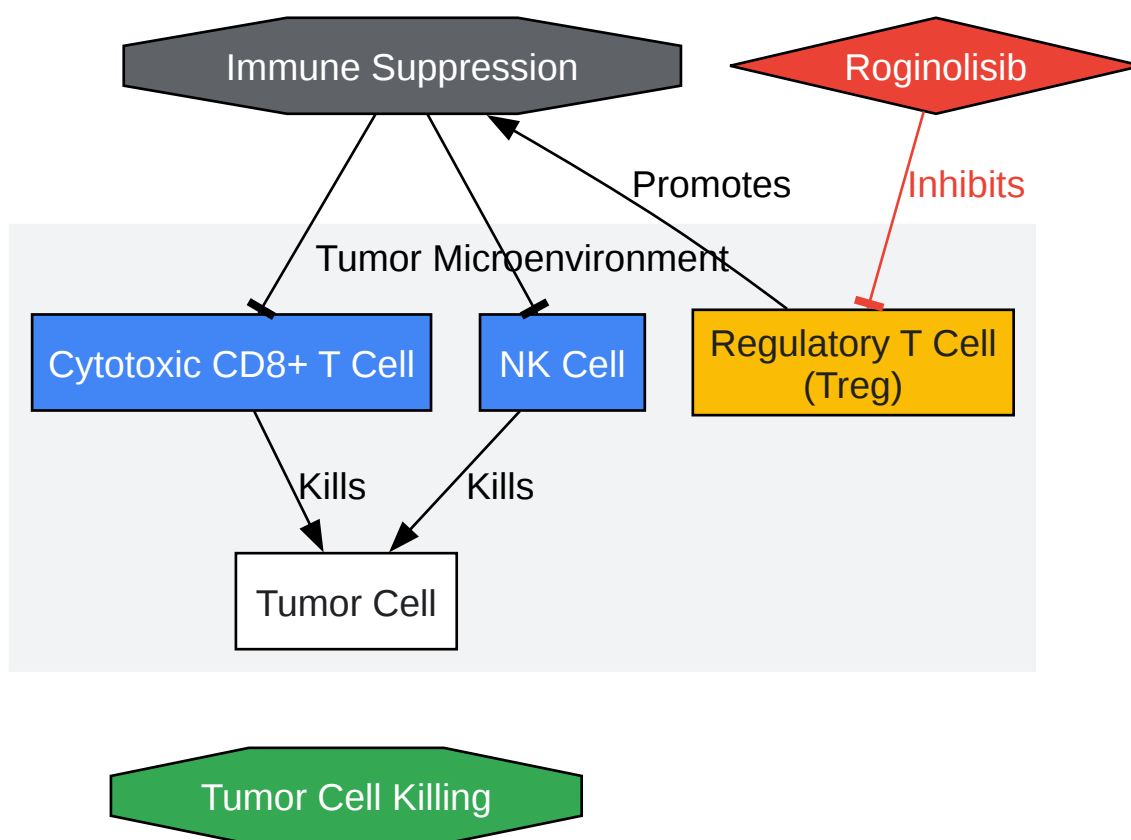 Immune Suppression
Roginolisib
Promotes
Inhibits
Tumor Microenvironment
Cytotoxic CD8+ T Cell
NK Cell
Regulatory T Cell
(Treg)
Kills
Kills
Tumor Cell
Tumor Cell Killing